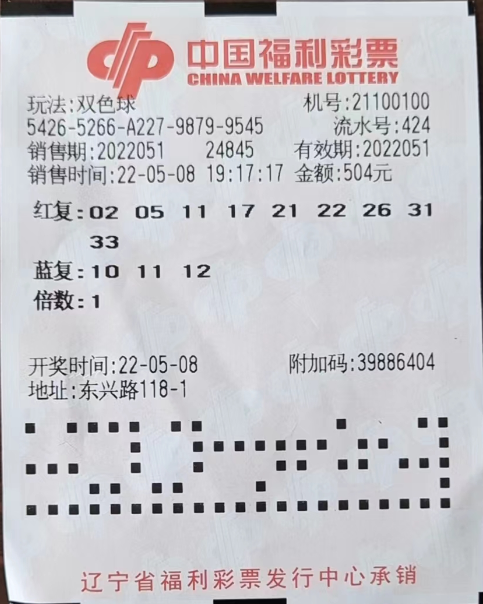 中国福利彩票
CHINA WELFARE LOTTERY
玩法:双色球 机号:21100100
5426-5266-A227-9879-9545 流水号:424
销售期:2022051 24845 有效期:2022051
销售时间:22-05-08 19:17:17 金额:504元
红复:02 05 11 17 21 22 26 31
33
蓝复:10 11 12
倍数:1
开奖时间:22-05-08 附加码:39886404
地址:东兴路118-1
辽宁省福利彩票发行中心承销